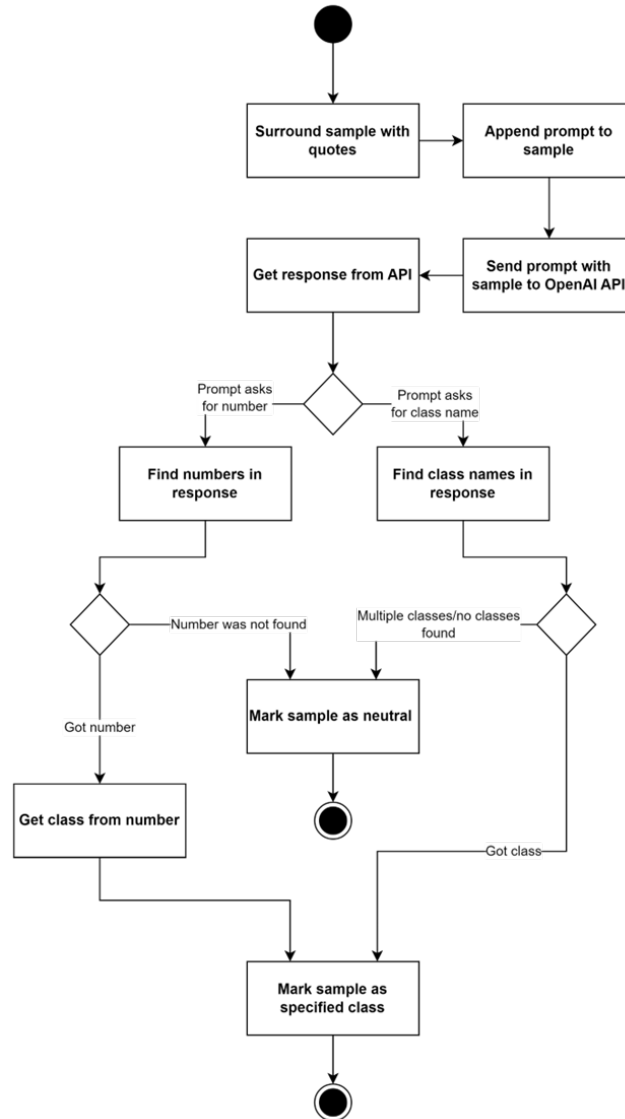 Surround sample with
quotes
Append prompt to
sample
Get response from API
Send prompt with
sample to OpenAI API
Prompt asks
for number
Prompt asks
for class name
Find numbers in
response
Find class names in
response
Number was not found
Multiple classes/no classes
found
Mark sample as neutral
Got number
Get class from number
Got class
Mark sample as
specified class